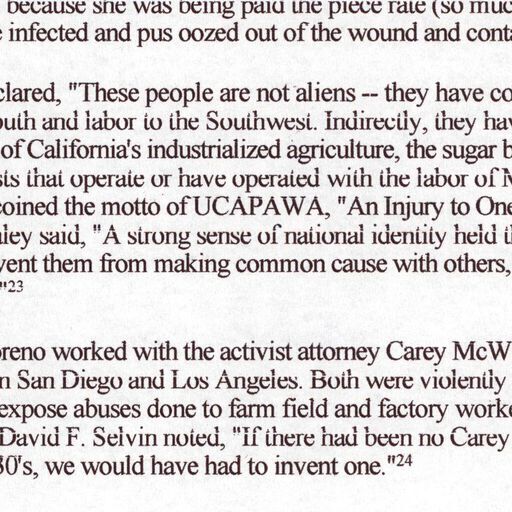 because she was being paid the piece rate (so muc
infected and pus oozed out of the wound and conta
clared, "These people are not aliens -- they have co
outh and labor to the Southwest. Indirectly, they hav
of California's industrialized agriculture, the sugar b
sts that operate or have operated with the labor of M
coined the motto of UCAPAWA, "An Injury to One
ley said, "A strong sense of national identity held t
vent them from making common cause with others,
"23
oreno worked with the activist attorney Carey McW
n San Diego and Los Angeles. Both were violently
expose abuses done to farm field and factory worke
David F. Selvin noted, "If there had been no Carey
30's, we would have had to invent one."24